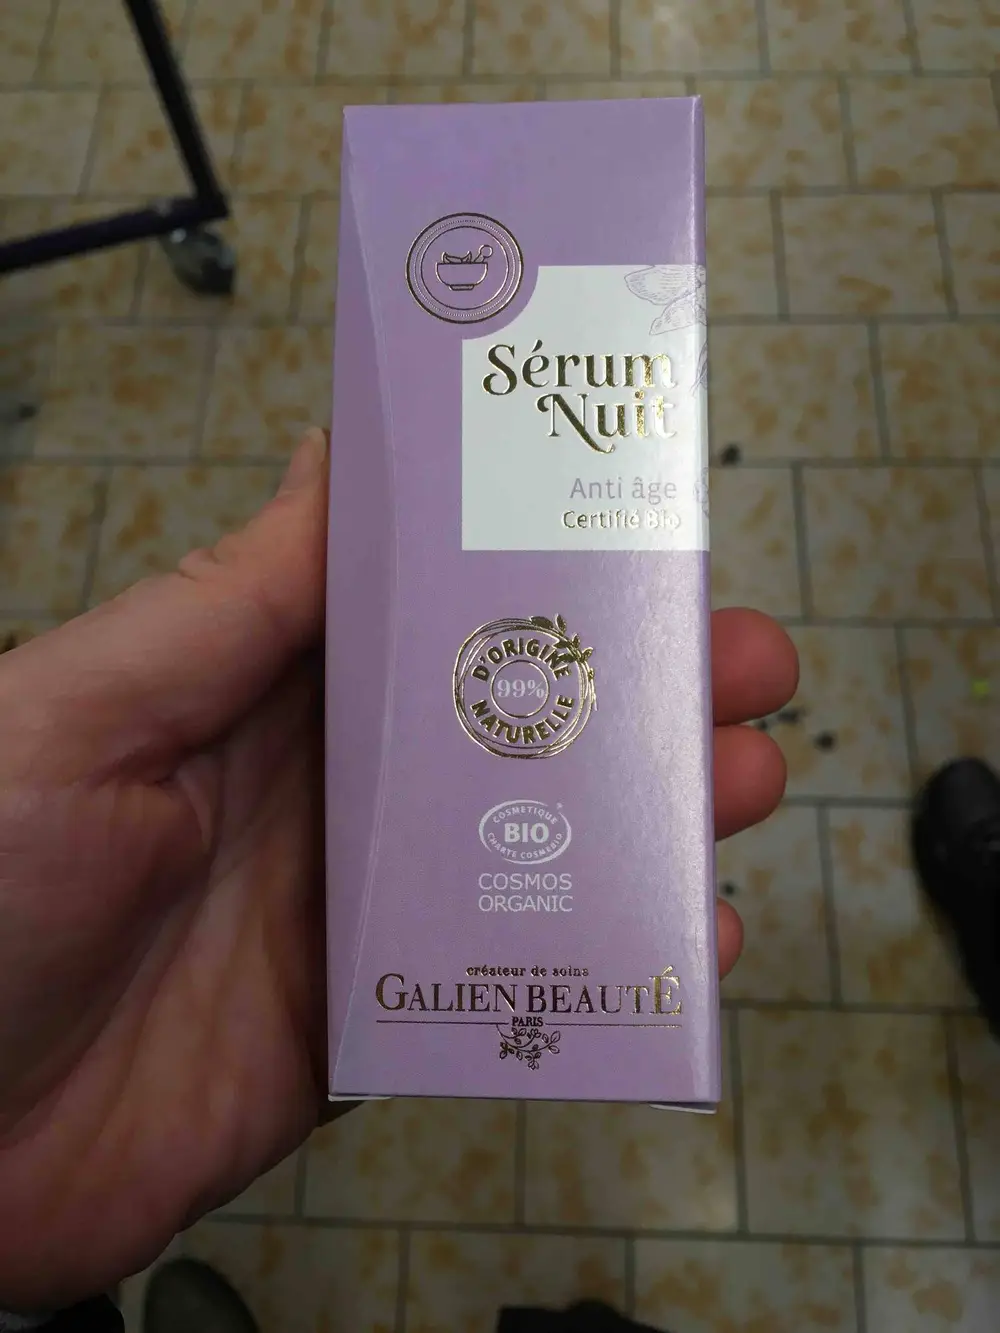 Sérum
Nuit
Anti âge
Certifié Bio
D'ORIGINE
99%
NATURELLE
COSMETIQUE
BIO
CHARTE COSMEBIO
COSMOS
ORGANIC
créateur de soins
GALIEN BEAUTÉ
PARIS